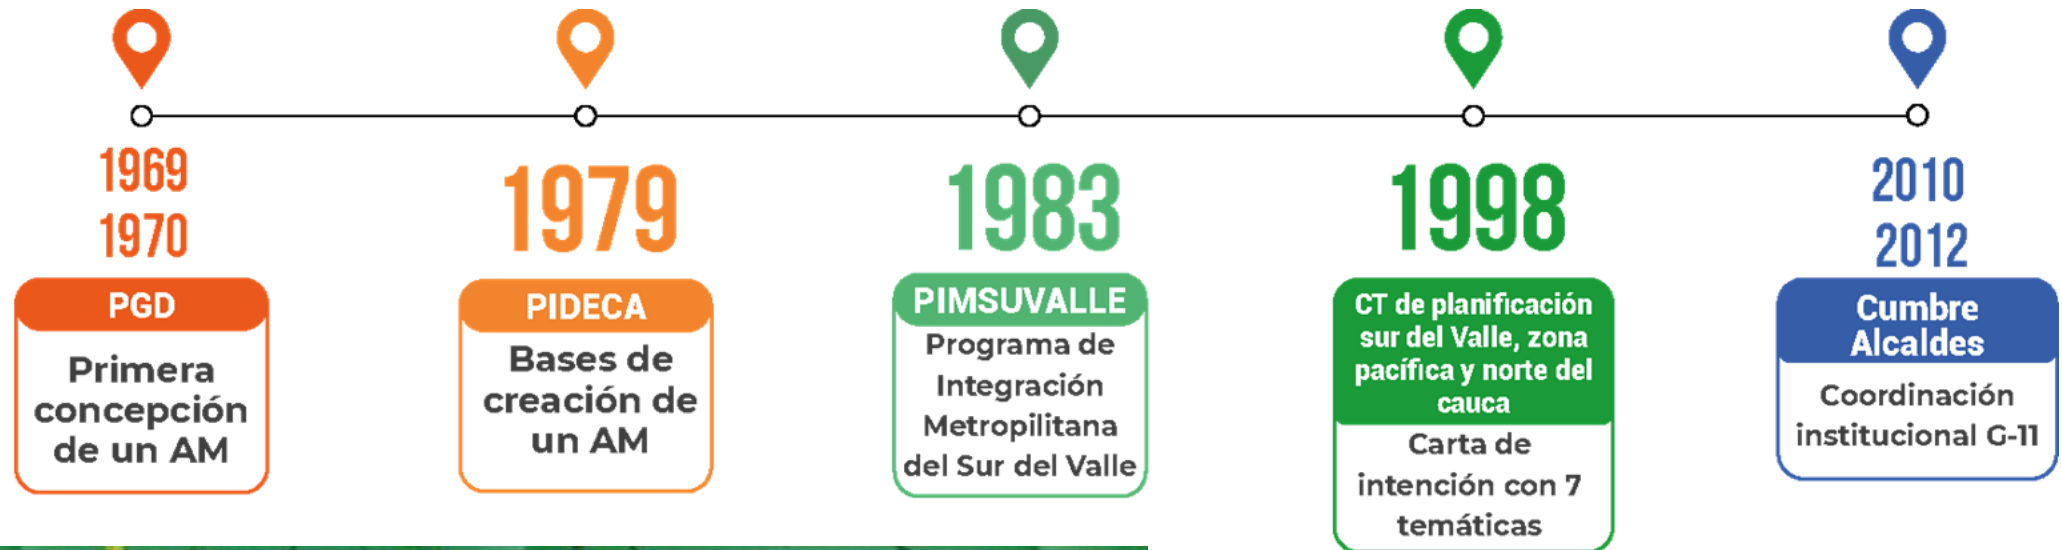 1969
1970
PGD
Primera
concepción
de un AM
1979
PIDECA
Bases de
creación de
un AM
1983
PIMSUVALLE
Programa de
Integración
Metropilitana
del Sur del Valle
1998
CT de planificación
sur del Valle, zona
pacífica y norte del
cauca
Carta de
intención con 7
temáticas
2010
2012
Cumbre
Alcaldes
Coordinación
institucional G-11